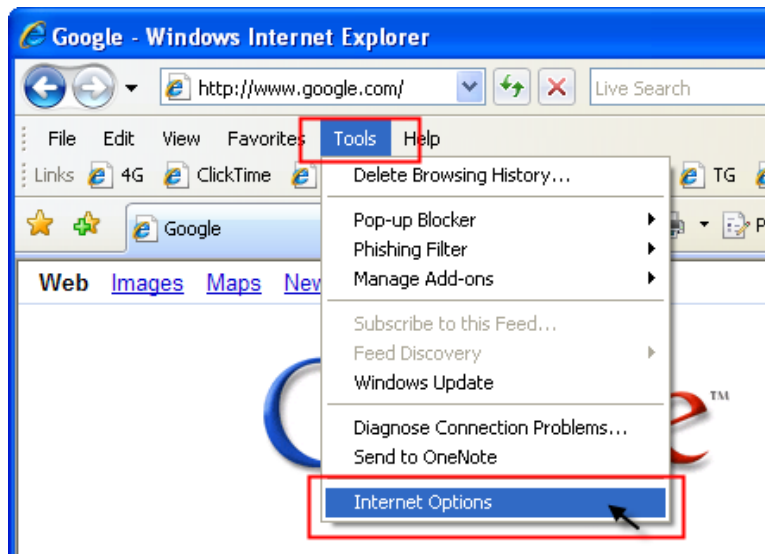 Google - Windows Internet Explorer
http://www.google.com/ Live Search
File Edit View Favorites Tools Help
Links 4G ClickTime TG
Google P
Web Images Maps New
Delete Browsing History...
Pop-up Blocker
Phishing Filter
Manage Add-ons
Subscribe to this Feed...
Feed Discovery
Windows Update
Diagnose Connection Problems...
Send to OneNote
Internet Options
e™